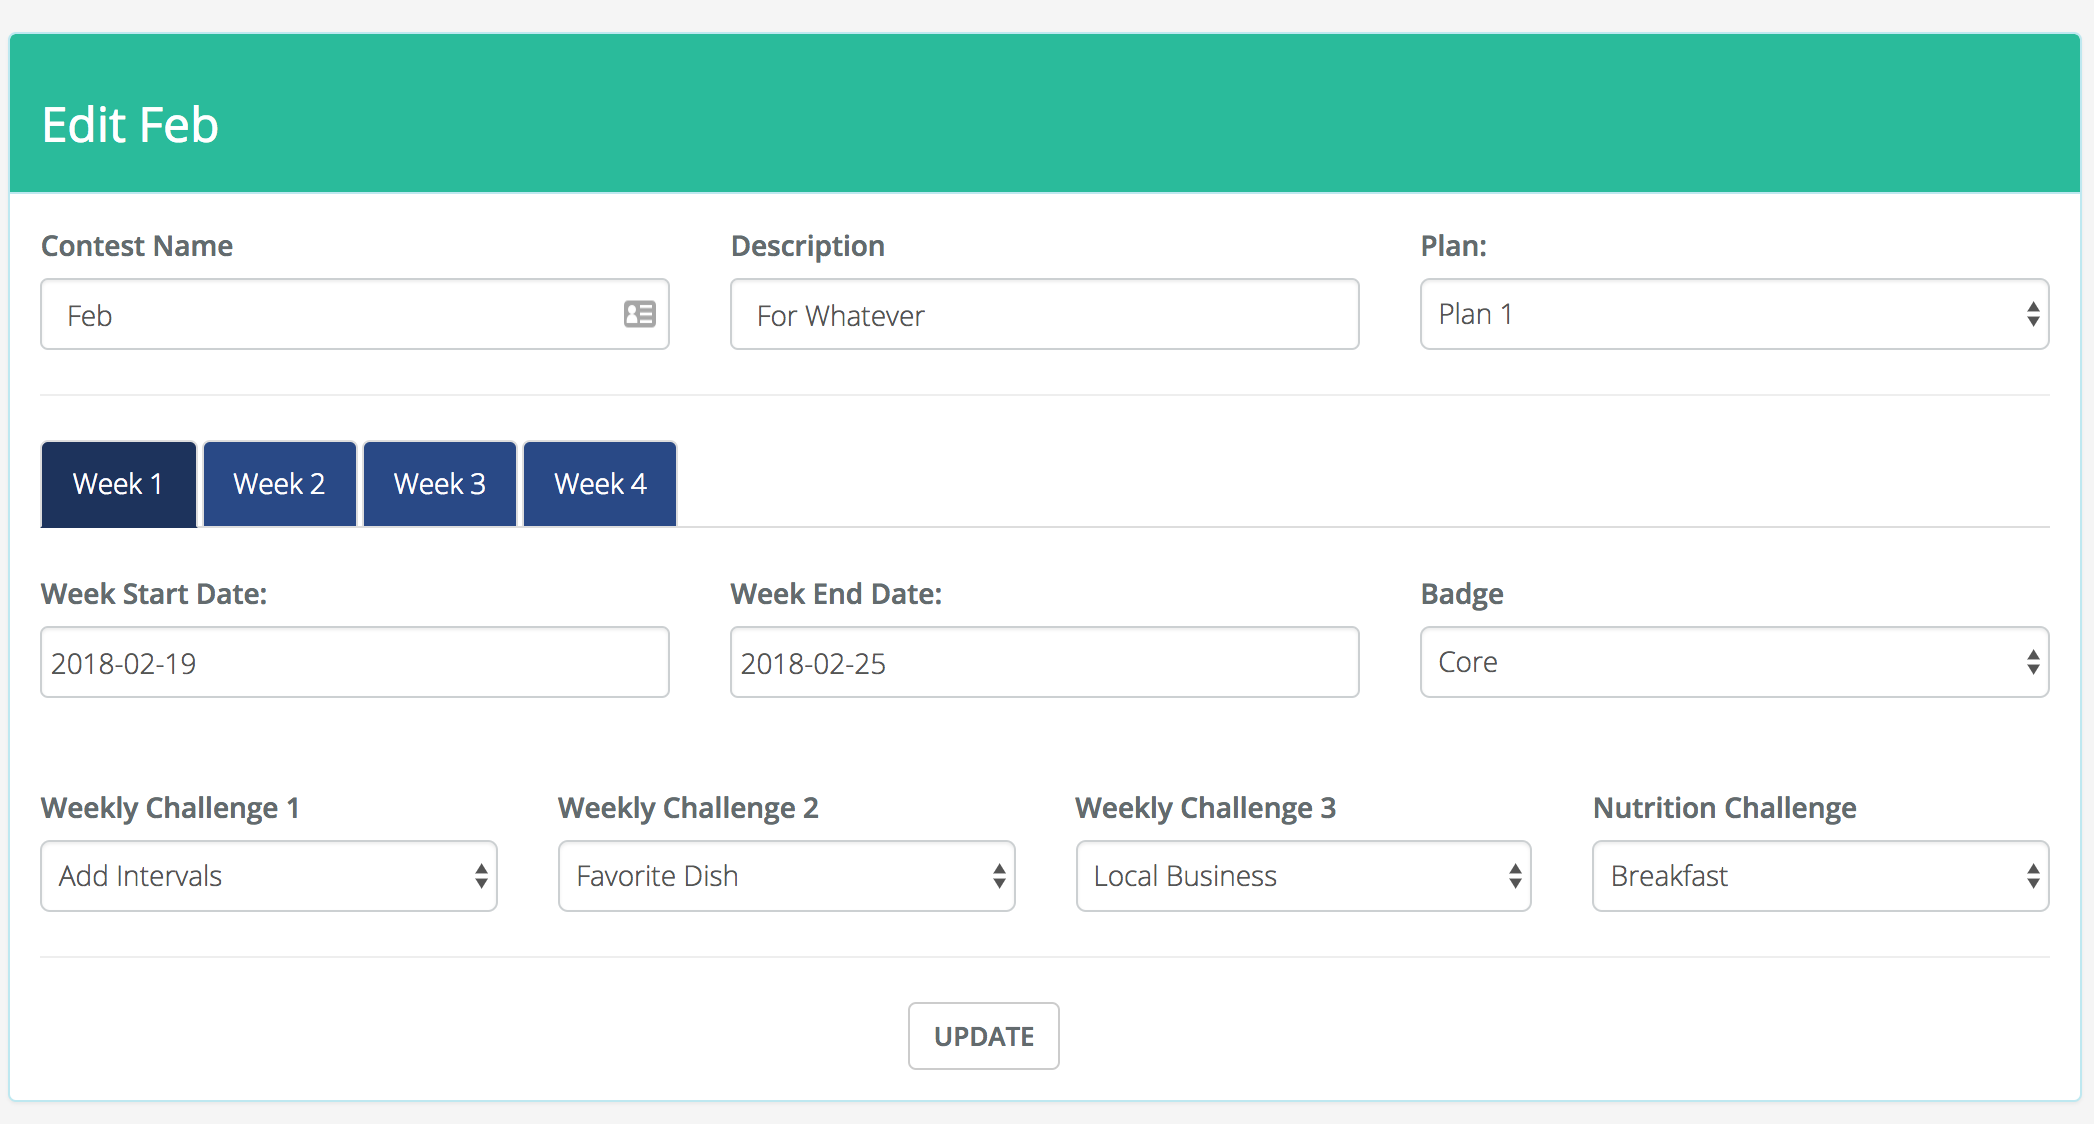 Edit Feb
Contest Name Description Plan:
Feb For Whatever Plan 1
Week 1 Week 2 Week 3 Week 4
Week Start Date: Week End Date: Badge
2018-02-19 2018-02-25 Core
Weekly Challenge 1 Weekly Challenge 2 Weekly Challenge 3 Nutrition Challenge
Add Intervals Favorite Dish Local Business Breakfast
UPDATE